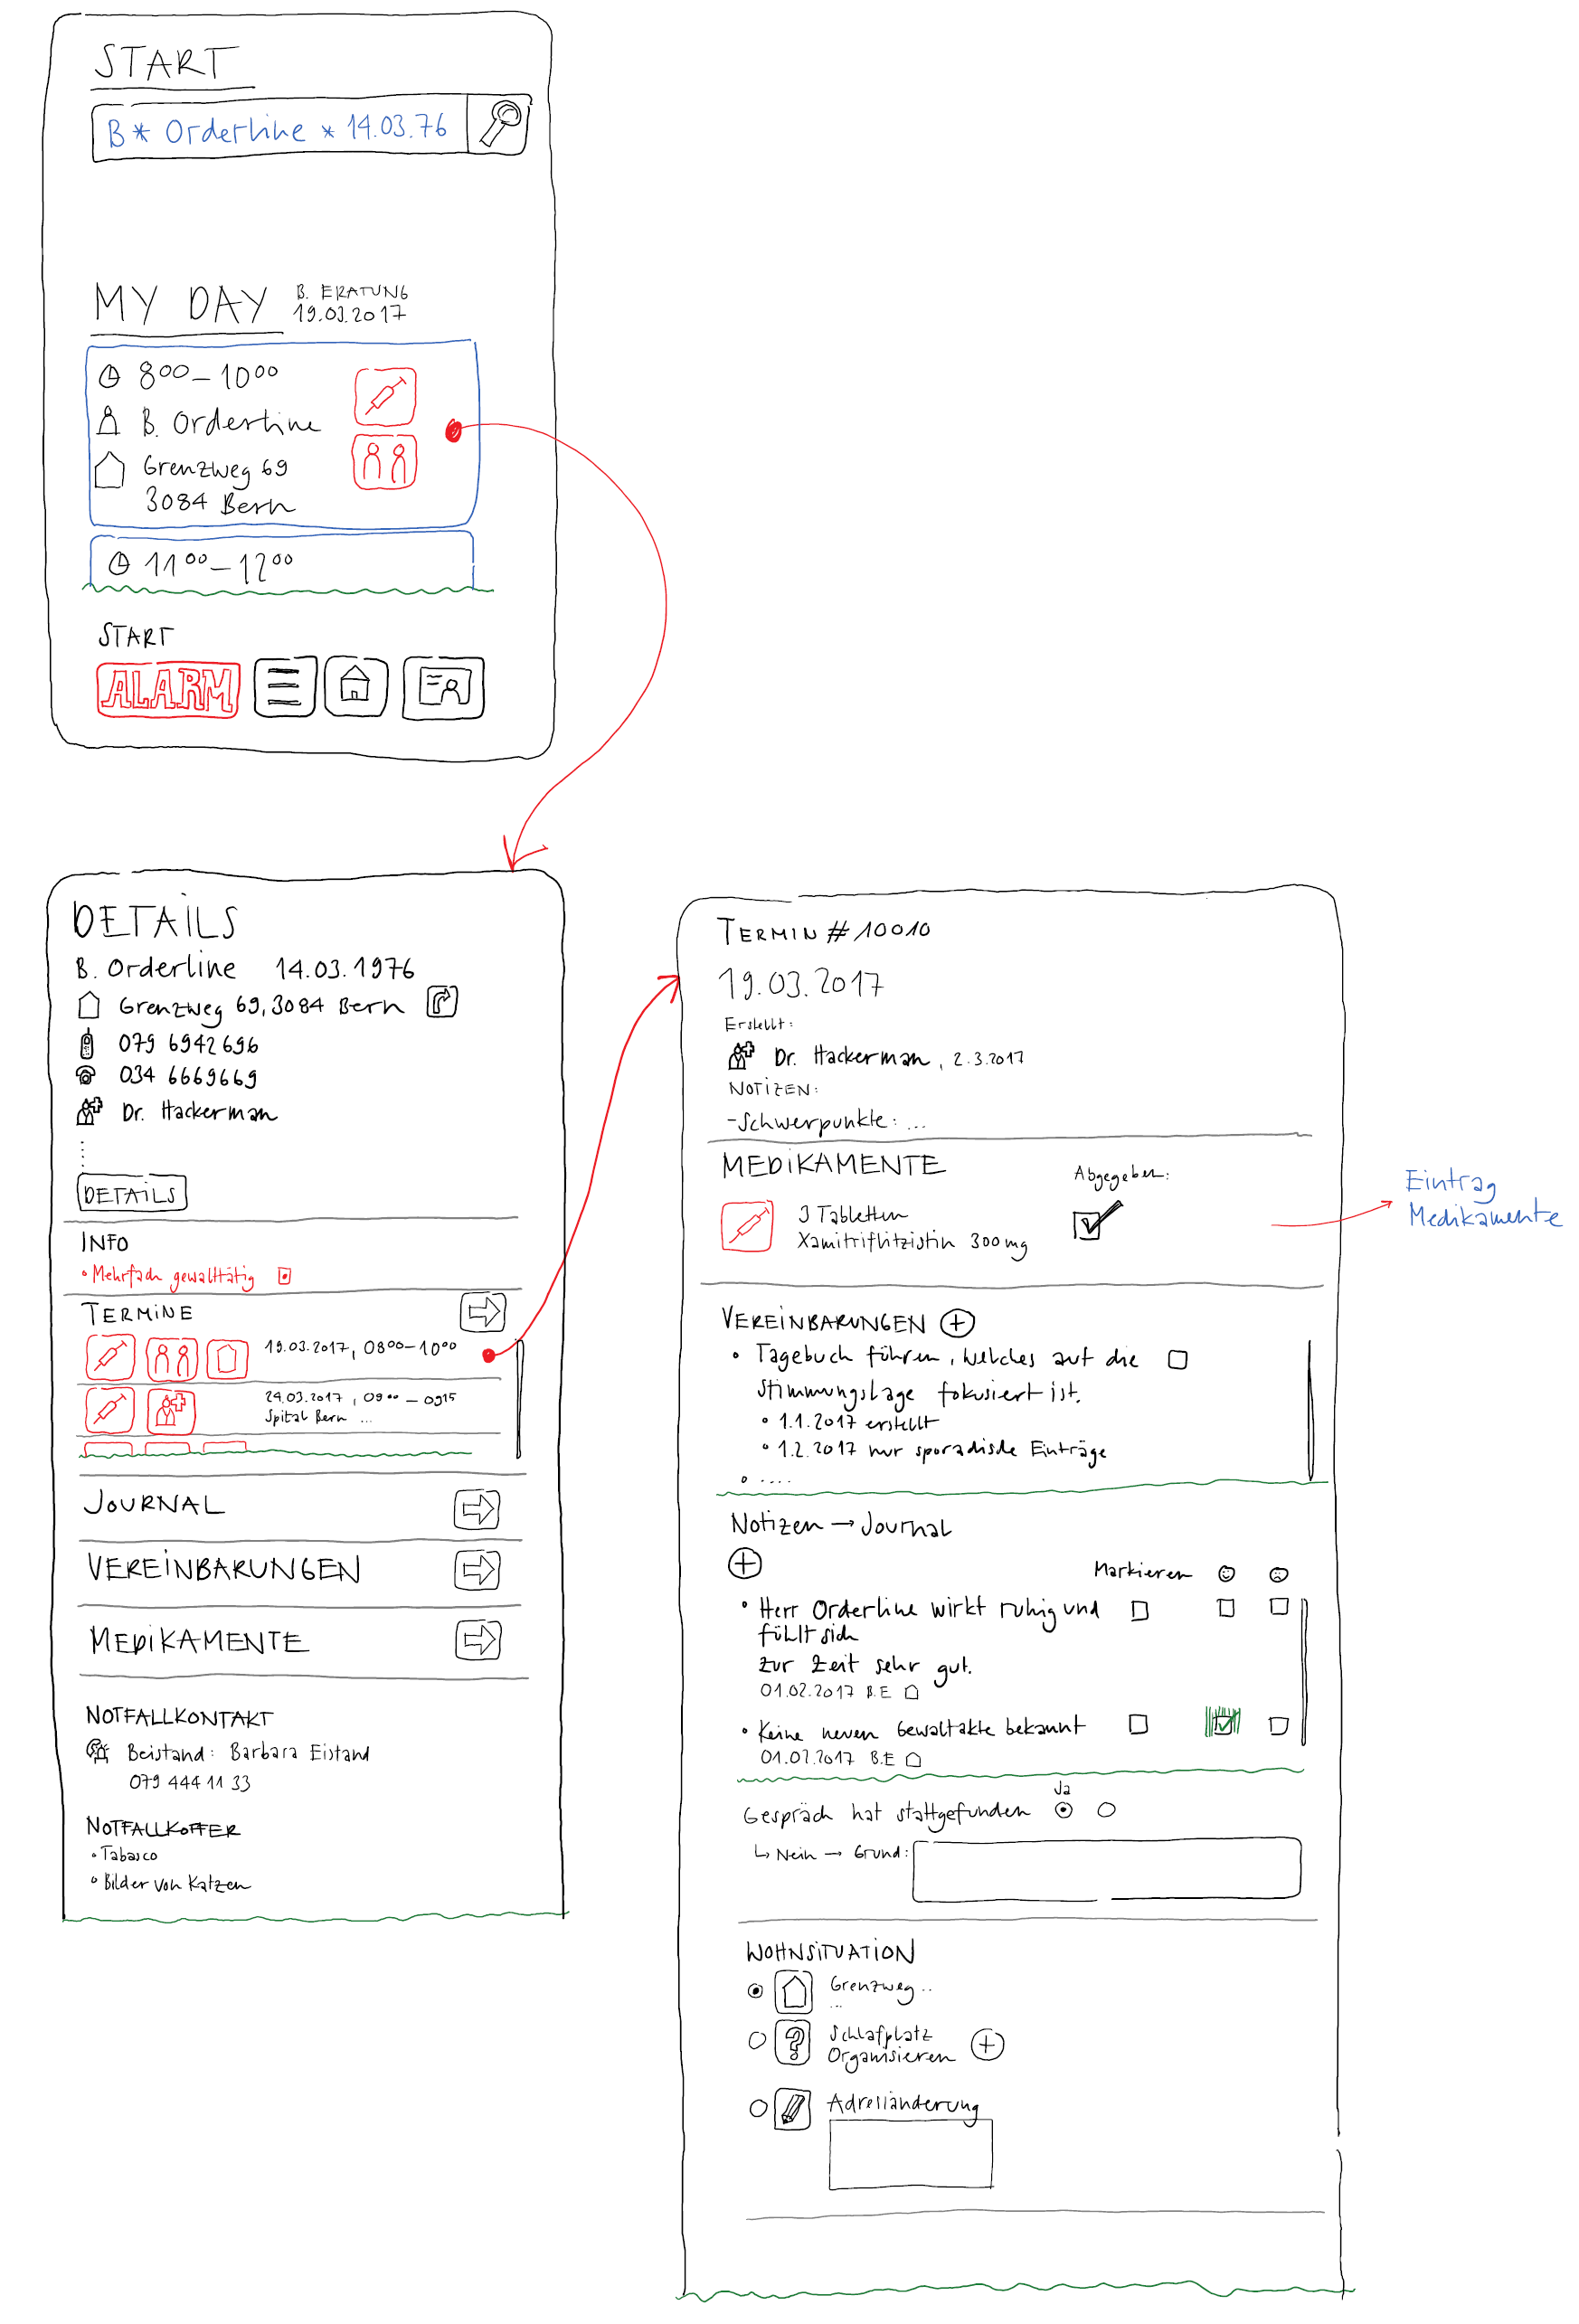 START
B* Orderline * 14.03.76
MY DAY
B. ERATUNG
19.03.2017
8⁰⁰ – 10⁰⁰
B. Orderline
Grenzweg 69
3084 Bern
11⁰⁰ – 12⁰⁰
START
ALARM
DETAILS
B. Orderline 14.03.1976
Grenzweg 69, 3084 Bern
079 6942696
034 6669669
Dr. Hackerman
DETAILS
INFO
• Mehrfach gewalttätig
TERMINE
19.03.2017, 08⁰⁰ – 10⁰⁰
24.03.2017, 09⁰⁰ – 0915
Spital Bern ...
JOURNAL
VEREINBARUNGEN
MEDIKAMENTE
NOTFALLKONTAKT
Beistand: Barbara Eistand
079 444 11 33
NOTFALLKOFFER
• Tabasco
• Bilder von Katzen
TERMIN # 10010
19.03.2017
Erstellt:
Dr. Hackerman, 2.3.2017
NOTIZEN:
- Schwerpunkte: ...
MEDIKAMENTE
Abgegeben:
3 Tabletten
Xamitriflitzistin 300mg
Eintrag
Medikamente
VEREINBARUNGEN
• Tagebuch führen, welches auf die
Stimmungslage fokusiert ist.
• 1.1.2017 erstellt
• 1.2.2017 nur sporadische Einträge
• ....
Notizen → Journal
Markieren
• Herr Orderline wirkt ruhig und
fühlt sich
zur Zeit sehr gut.
01.02.2017 B.E
• Keine neuen Gewaltakte bekannt
01.02.2017 B.E
Ja
Gespräch hat stattgefunden
↳ Nein → Grund:
WOHNSITUATION
Grenzweg ..
...
Schlafplatz
Organisieren
Adressänderung